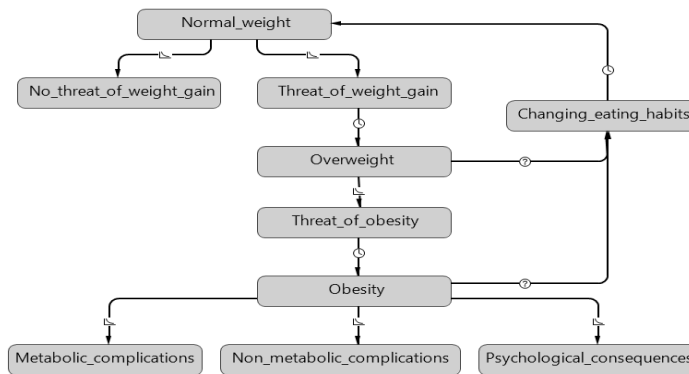 Normal_weight
No_threat_of_weight_gain
Threat_of_weight_gain
Changing_eating_habits
Overweight
?
Threat_of_obesity
Obesity
?
Metabolic_complications
Non_metabolic_complications
Psychological_consequences